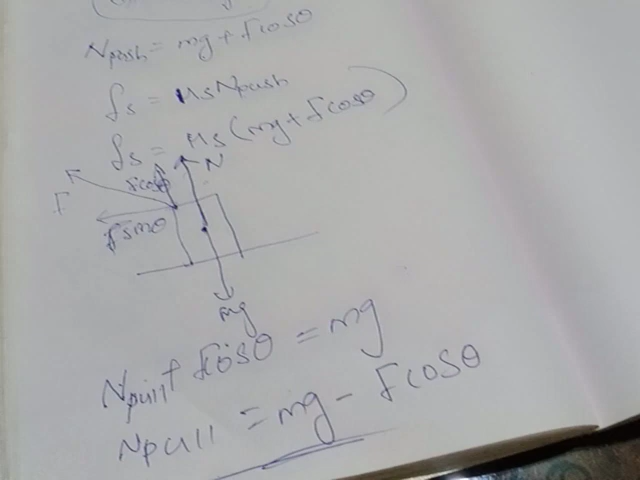 Npush = mg + Fcosθ
fs = μsNpush
fs = μs(mg + Fcosθ)
N
Fcosθ
F
Fsinθ
mg
Npull + Fcosθ = mg
Npull = mg - Fcosθ